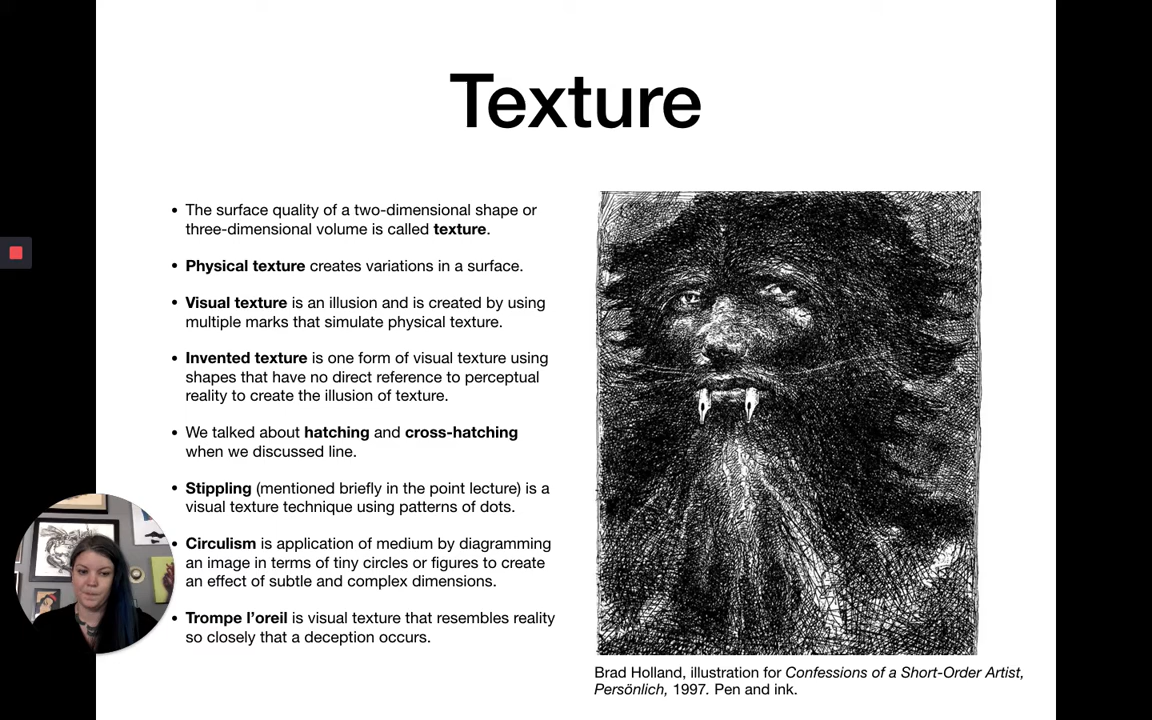 Texture
• The surface quality of a two-dimensional shape or
three-dimensional volume is called texture.
• Physical texture creates variations in a surface.
• Visual texture is an illusion and is created by using
multiple marks that simulate physical texture.
• Invented texture is one form of visual texture using
shapes that have no direct reference to perceptual
reality to create the illusion of texture.
• We talked about hatching and cross-hatching
when we discussed line.
• Stippling (mentioned briefly in the point lecture) is a
visual texture technique using patterns of dots.
• Circulism is application of medium by diagramming
an image in terms of tiny circles or figures to create
an effect of subtle and complex dimensions.
• Trompe l’oreil is visual texture that resembles reality
so closely that a deception occurs.
Brad Holland, illustration for Confessions of a Short-Order Artist,
Persönlich, 1997. Pen and ink.